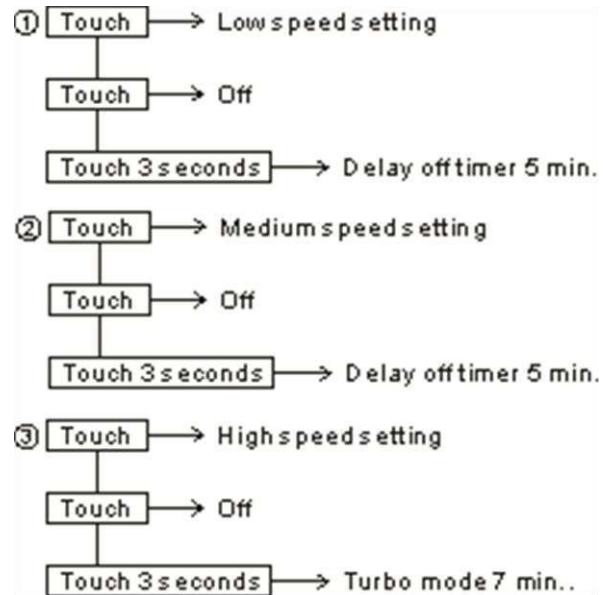 ① Touch Low speed setting
Touch Off
Touch 3 seconds Delay off timer 5 min.
② Touch Medium speed setting
Touch Off
Touch 3 seconds Delay off timer 5 min.
③ Touch High speed setting
Touch Off
Touch 3 seconds Turbo mode 7 min..